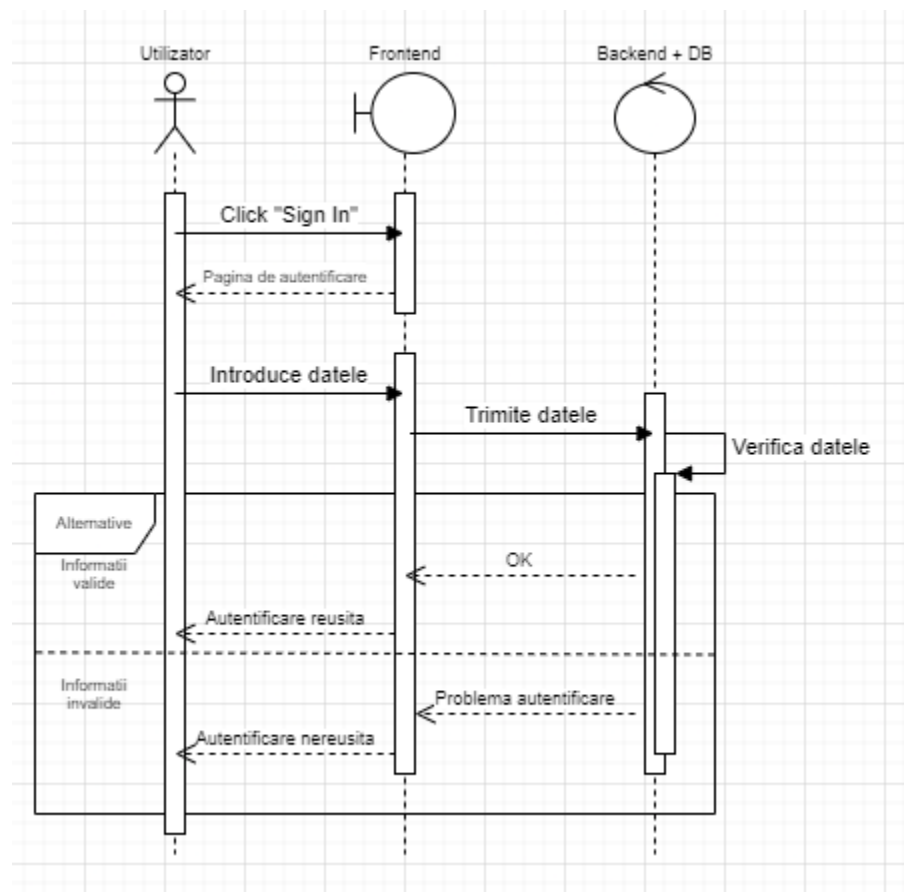 Utilizator
Frontend
Backend + DB
Click "Sign In"
Pagina de autentificare
Introduce datele
Trimite datele
Verifica datele
Alternative
Informatii
valide
OK
Autentificare reusita
Informatii
invalide
Problema autentificare
Autentificare nereusita